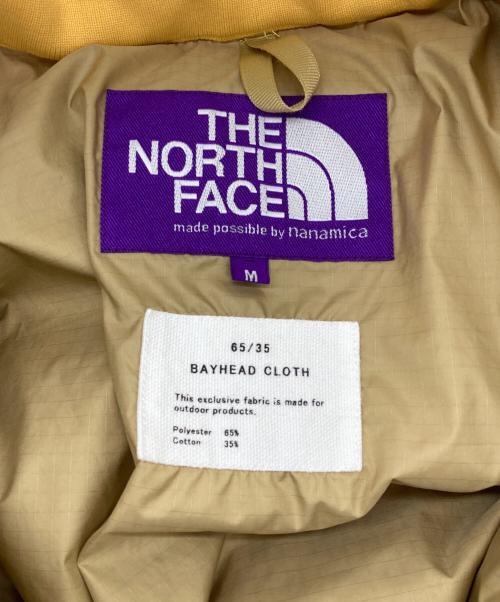 THE
NORTH
FACE
made possible by nanamica
M
65/35
BAYHEAD CLOTH
This exclusive fabric is made for
outdoor products.
Polyester 65%
Cotton 35%